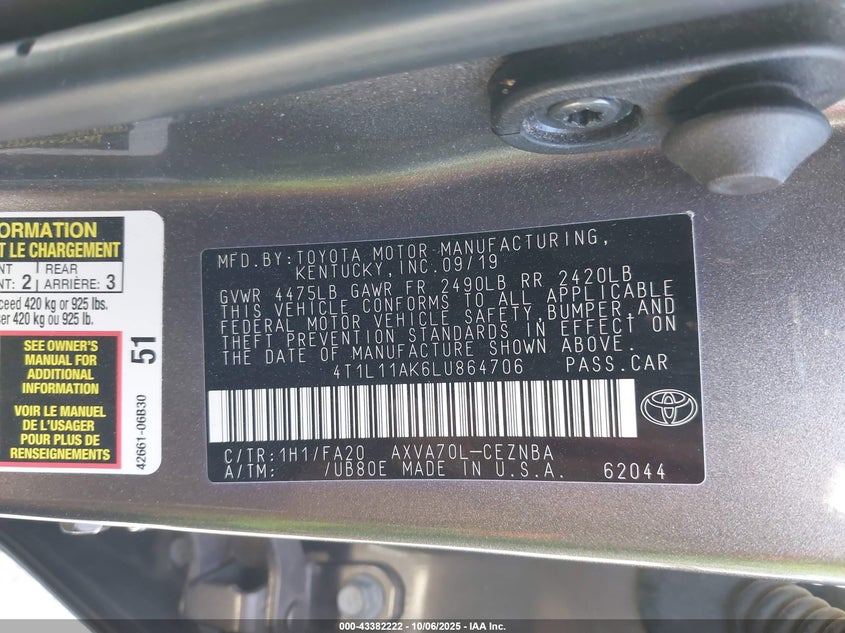 ORMATION
T LE CHARGEMENT
NT REAR
NT: 2 ARRIÈRE: 3
ceed 420 kg or 925 lbs.
ser 420 kg ou 925 lb.
SEE OWNER'S
MANUAL FOR
ADDITIONAL
INFORMATION
VOIR LE MANUEL
DE L'USAGER
POUR PLUS DE
RENSEIGNEMENTS
51
42661-06B30
MFD.BY:TOYOTA MOTOR MANUFACTURING,
KENTUCKY,INC.09/19
GVWR 4475LB GAWR FR 2490LB RR 2420LB
THIS VEHICLE CONFORMS TO ALL APPLICABLE
FEDERAL MOTOR VEHICLE SAFETY,BUMPER,AND
THEFT PREVENTION STANDARDS IN EFFECT ON
THE DATE OF MANUFACTURE SHOWN ABOVE.
4T1L11AK6LU864706 PASS.CAR
C/TR:1H1/FA20 AXVA70L-CEZNBA
A/TM: /UB80E MADE IN U.S.A. 62044
000-43382222 - 10/06/2025 - IAA Inc.